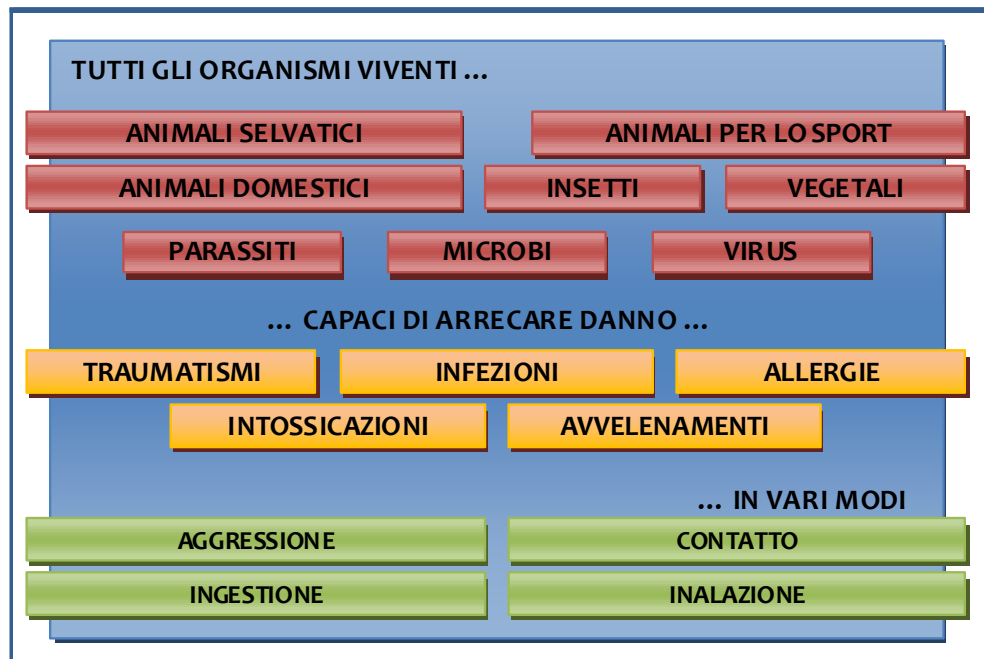 TUTTI GLI ORGANISMI VIVENTI ...
ANIMALI SELVATICI
ANIMALI PER LO SPORT
ANIMALI DOMESTICI
INSETTI
VEGETALI
PARASSITI
MICROBI
VIRUS
... CAPACI DI ARRECARE DANNO ...
TRAUMATISMI
INFEZIONI
ALLERGIE
INTOSSICAZIONI
AVVELENAMENTI
... IN VARI MODI
AGGRESSIONE
CONTATTO
INGESTIONE
INALAZIONE